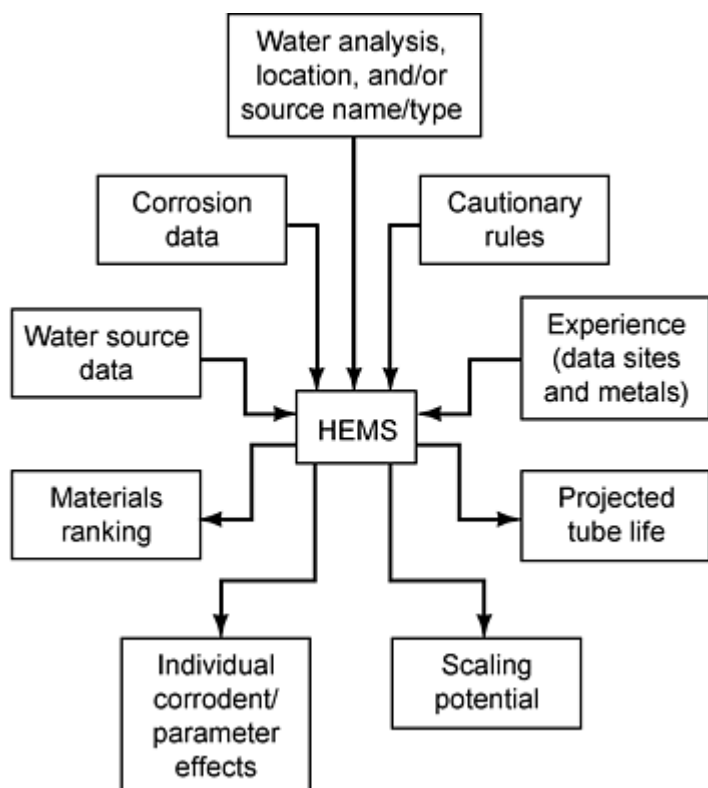 Water analysis,
location, and/or
source name/type
Corrosion
data
Cautionary
rules
Water source
data
Experience
(data sites
and metals)
HEMS
Materials
ranking
Projected
tube life
Individual
corrodent/
parameter
effects
Scaling
potential